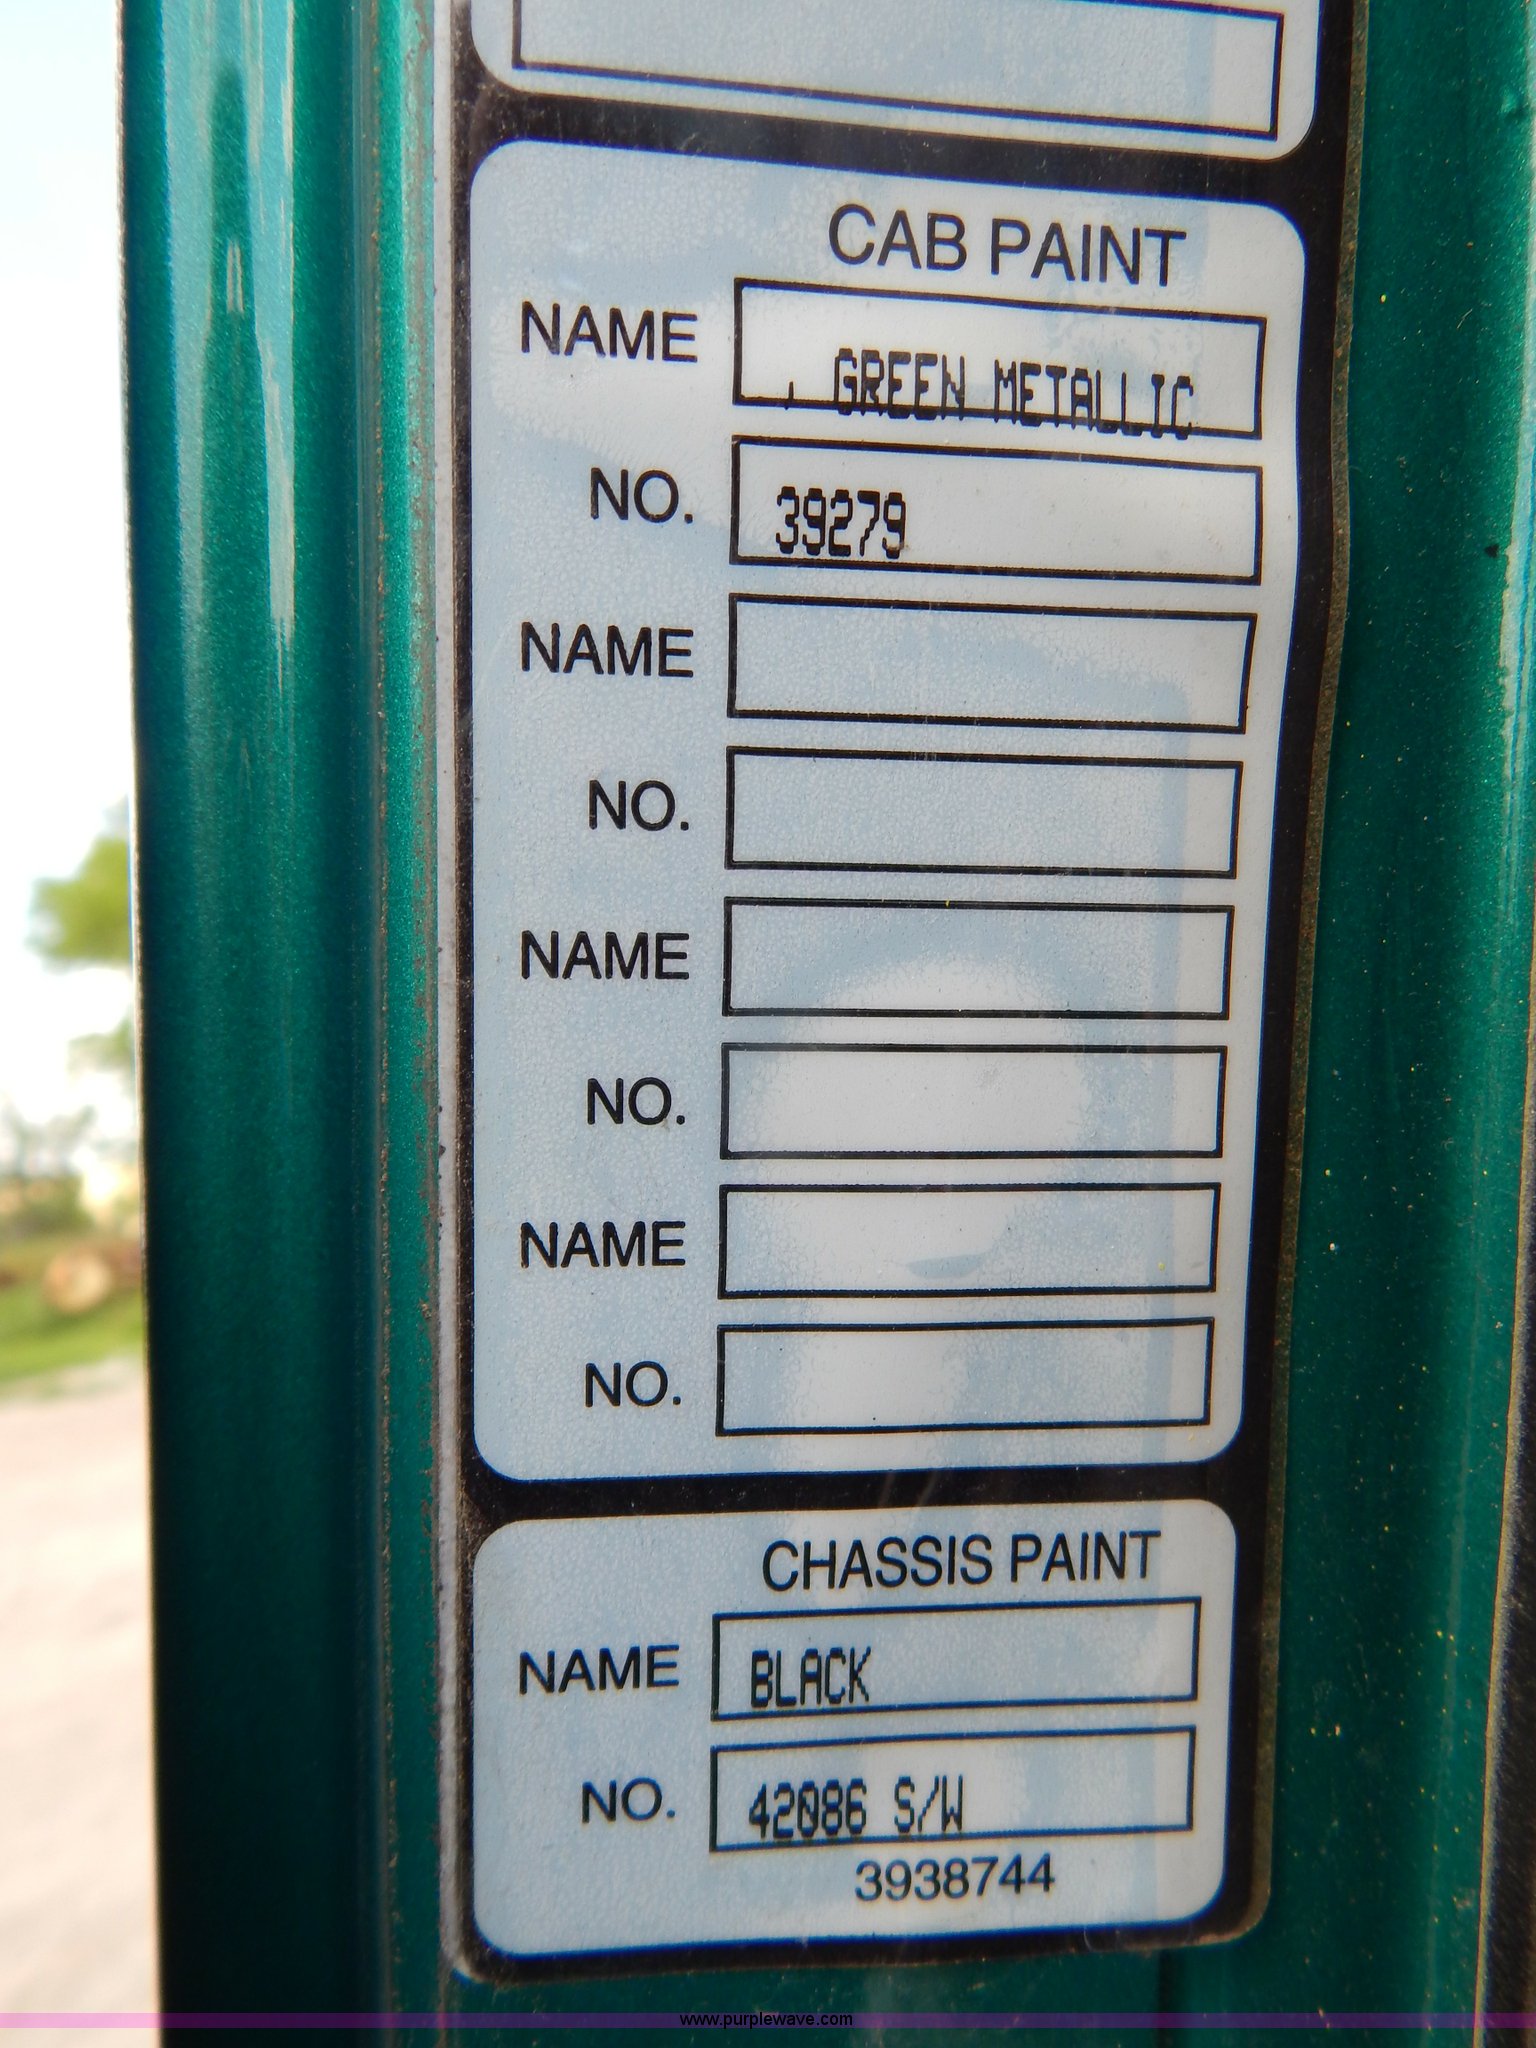 CAB PAINT
NAME , GREEN METALLIC
NO. 39279
NAME
NO.
NAME
NO.
NAME
NO.
CHASSIS PAINT
NAME BLACK
NO. 42086 S/W
3938744
www.purplewave.com